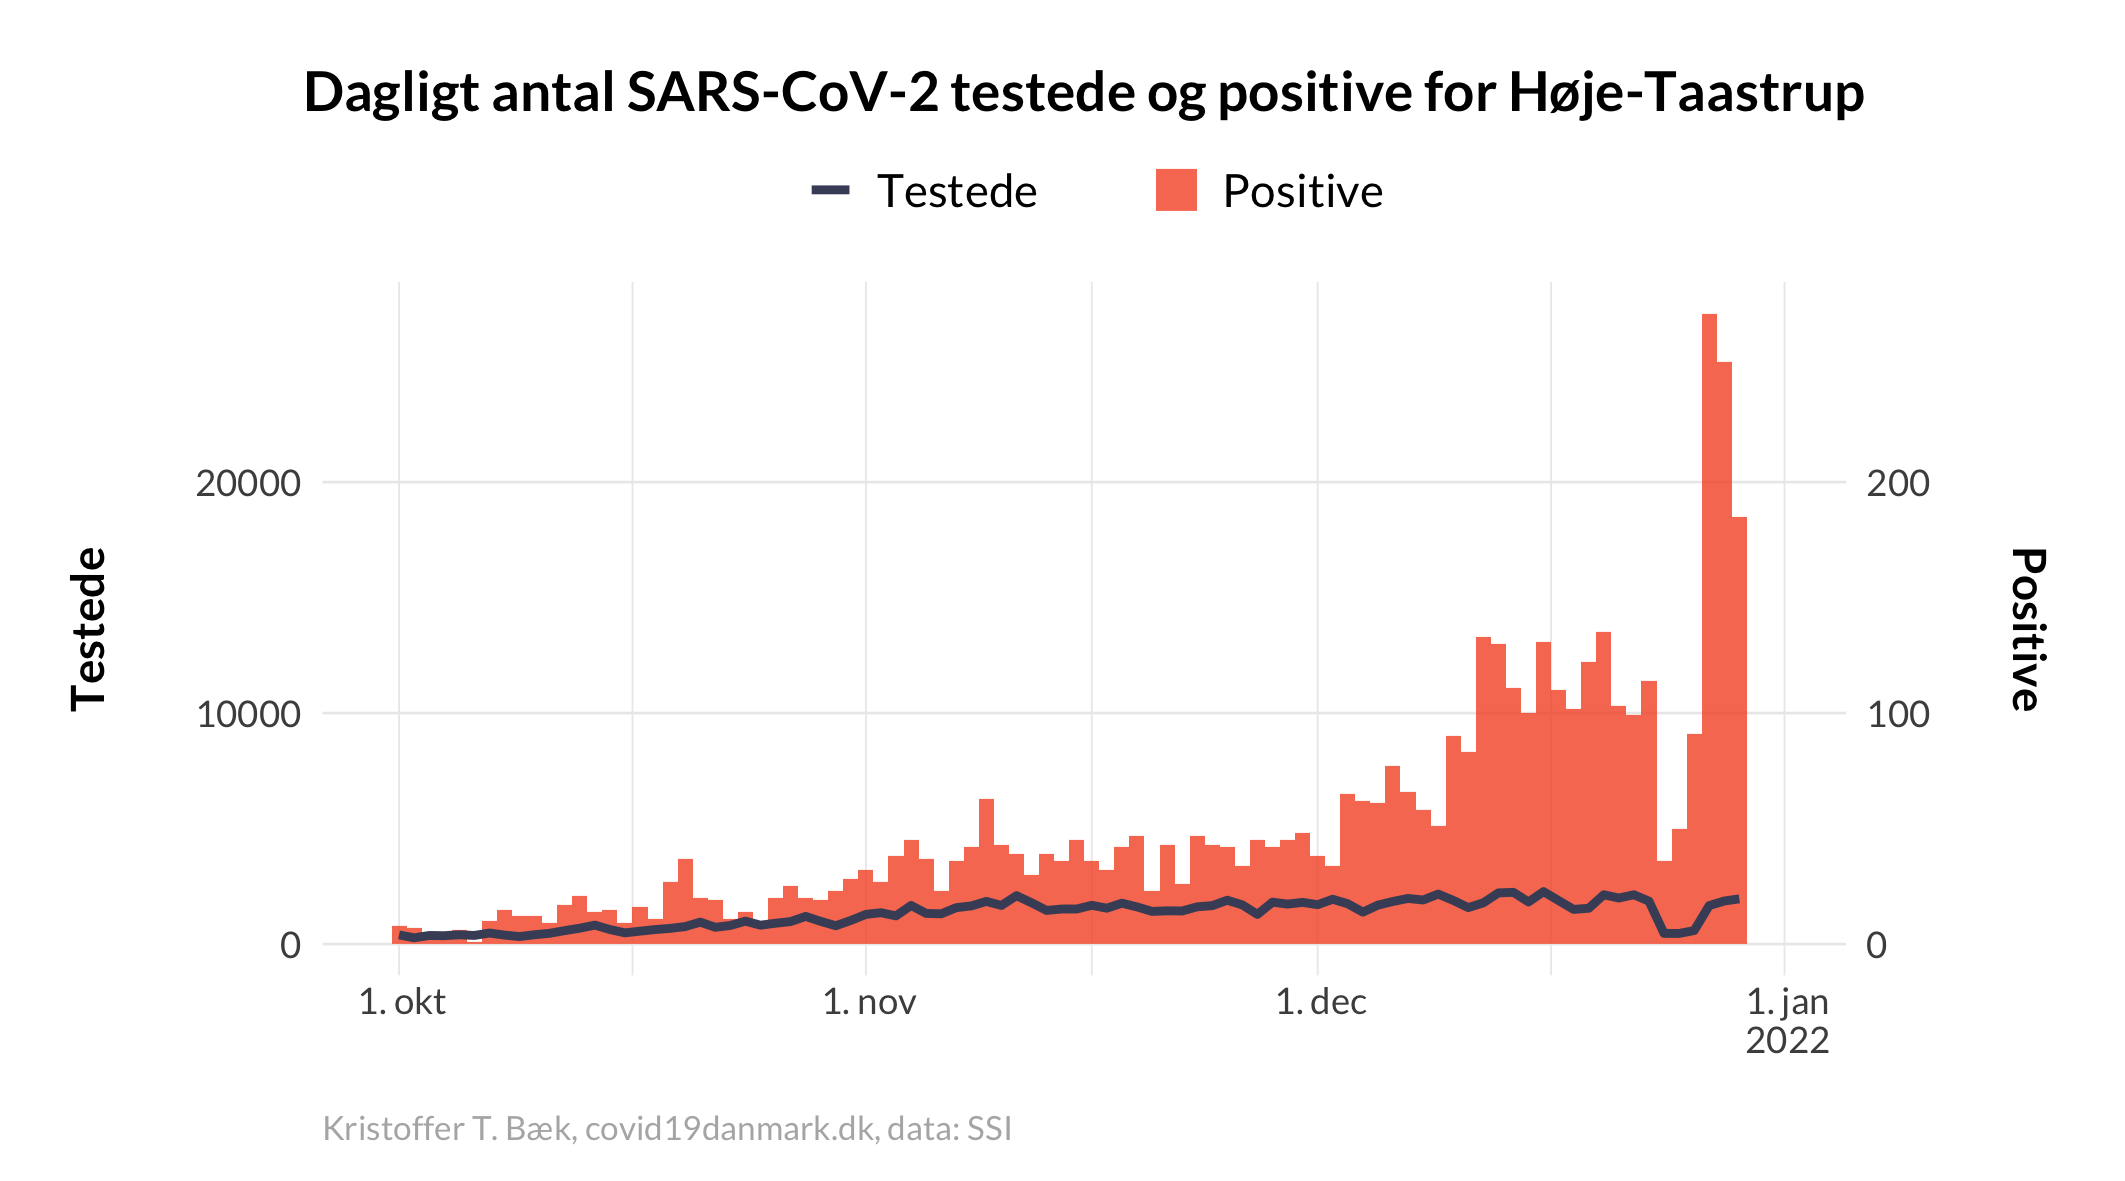 Dagligt antal SARS-CoV-2 testede og positive for Høje-Taastrup
Testede
Positive
20000
10000
0
Testede
200
100
0
Positive
1. okt
1. nov
1. dec
1. jan
2022
Kristoffer T. Bæk, covid19danmark.dk, data: SSI